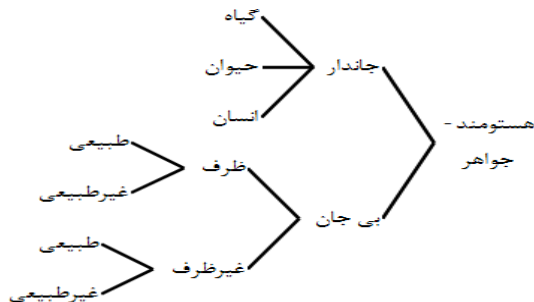 هستومند -
جواهر
جاندار
گیاه
حیوان
انسان
بی جان
ظرف
طبیعی
غیرطبیعی
غیرظرف
طبیعی
غیرطبیعی